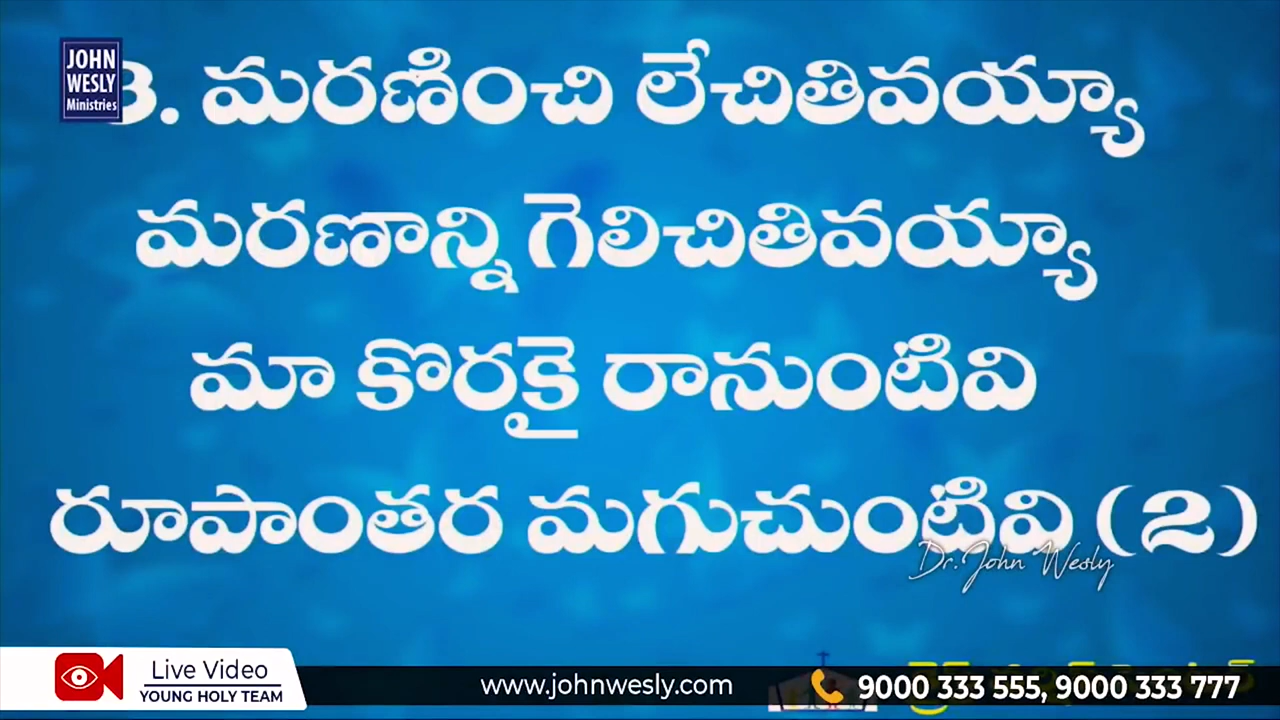 JOHN
WESLY
Ministries
3. మరణించి లేచితివయ్యా
మరణాన్ని గెలిచితివయ్యా
మా కొరకై రానుంటివి
రూపాంతర మగుచుంటివి (2)
Dr. John Wesly
Live Video
YOUNG HOLY TEAM
www.johnwesly.com
9000 333 555, 9000 333 777